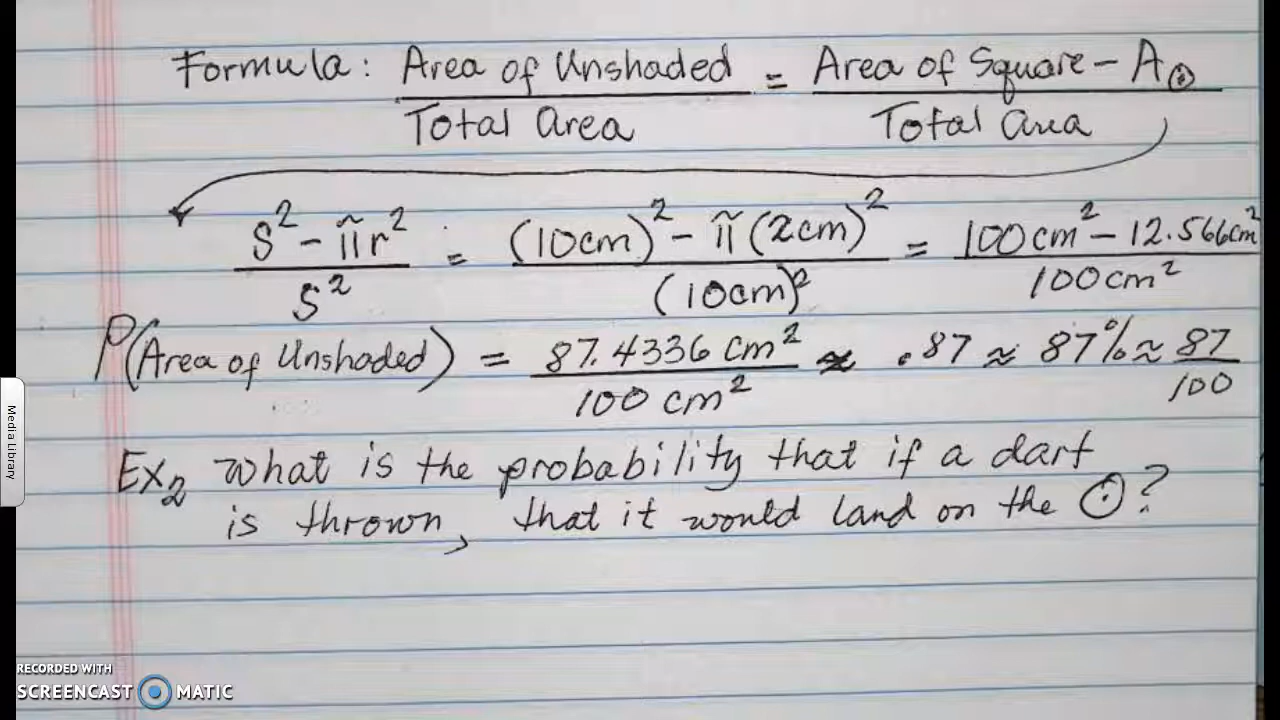 Formula: Area of Unshaded / Total Area = Area of Square - A⊙ / Total Area
S² - πr² / S² = (10cm)² - π(2cm)² / (10cm)² = 100cm² - 12.566cm² / 100cm²
P(Area of Unshaded) = 87.4336 cm² / 100 cm² ≈ .87 ≈ 87% ≈ 87/100
Ex2 What is the probability that if a dart
is thrown, that it would land on the ⊙?
Media Library
RECORDED WITH
SCREENCAST MATIC